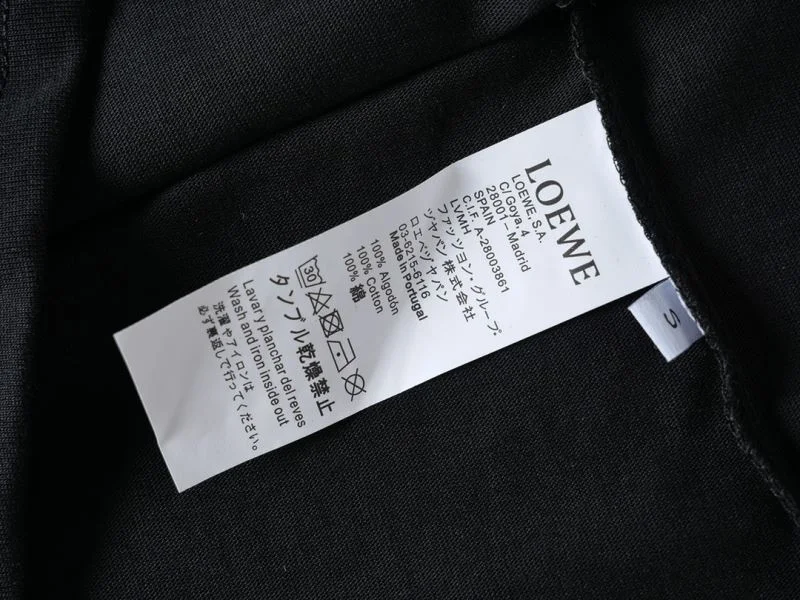 LOEWE
LOEWE, S.A.
C/ Goya, 4
28001 – Madrid
SPAIN
C.I.F. A-28003861
LVMH
ファッション・グループ°
ジャパン株式会社
ロエベジャパン
03-6215-6116
Made in Portugal
100% Algodon
100% Cotton
100% 綿
30
タンブル乾燥禁止
Lavar y planchar del reves
Wash and iron inside out
洗濯やアイロンは
必ず裏返しで行ってください。
S